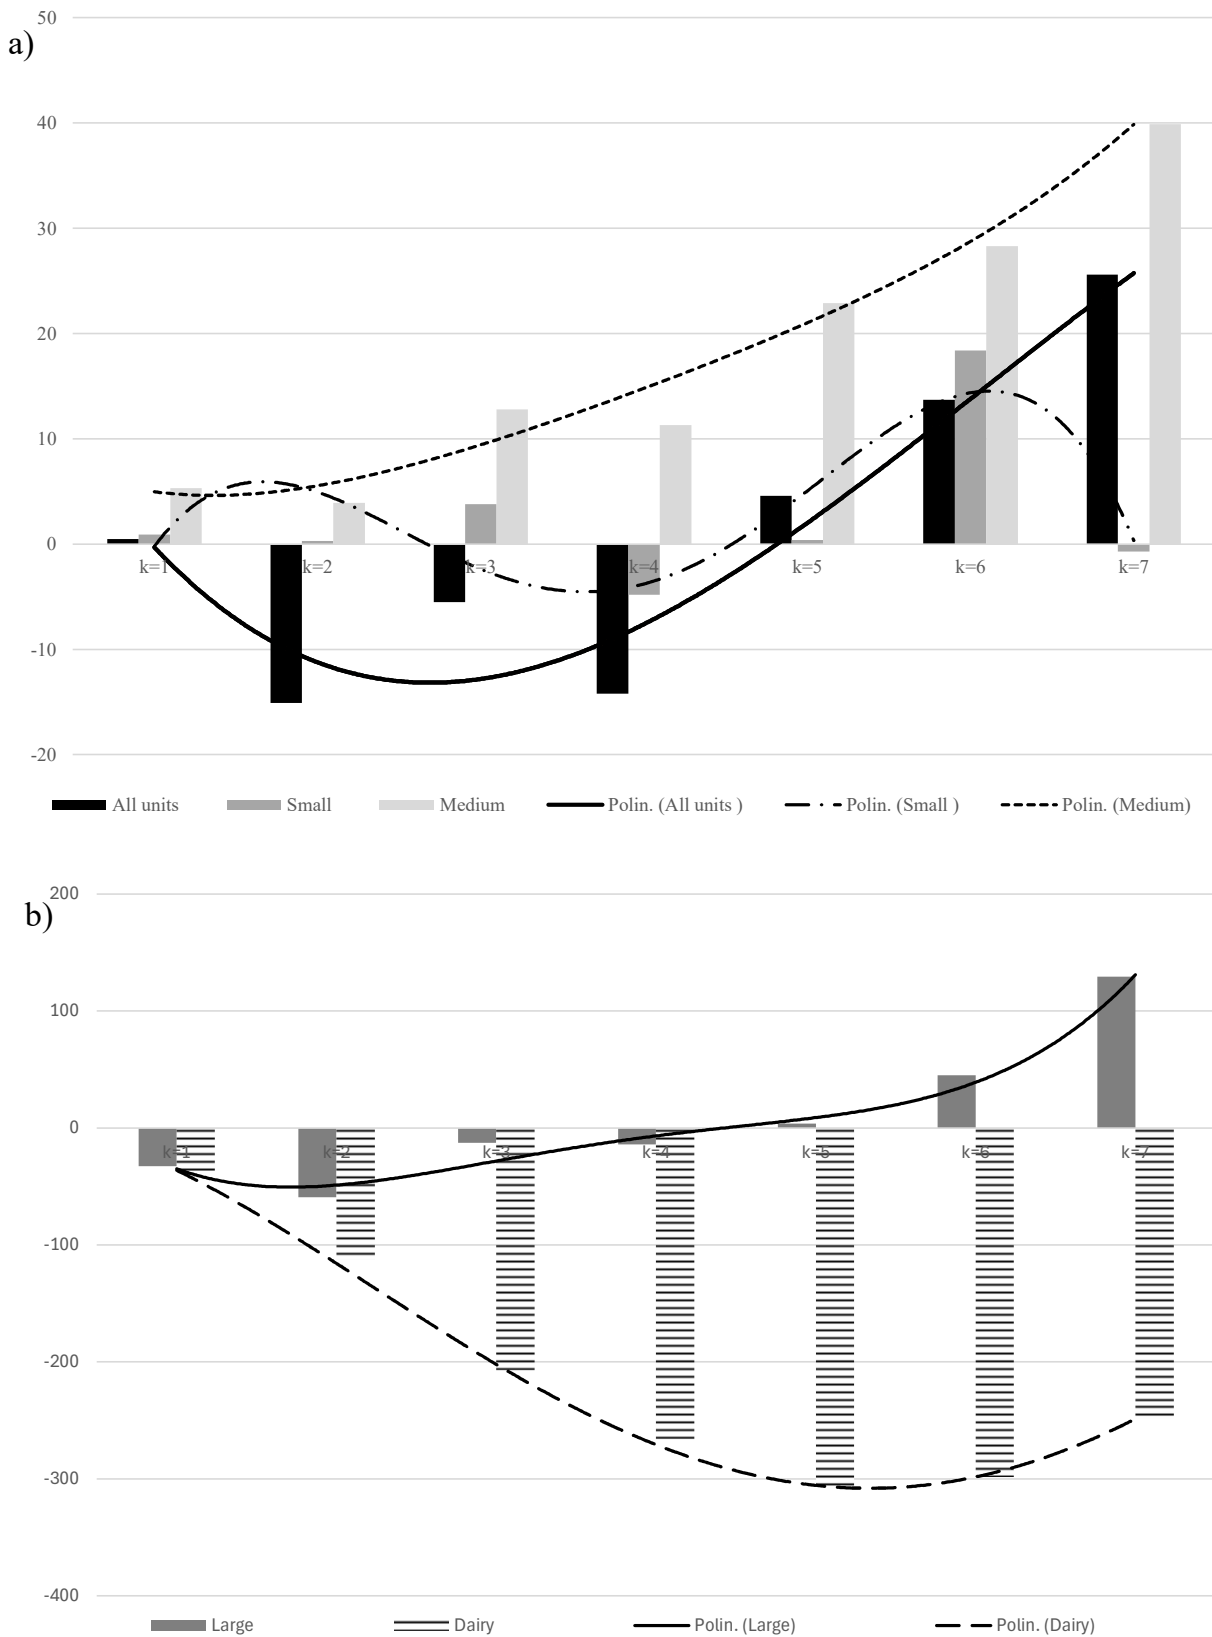 50
a)
40
30
20
10
0
k=1 k=2 k=3 k=4 k=5 k=6 k=7
-10
-20
All units Small Medium Polin. (All units ) Polin. (Small ) Polin. (Medium)
200
b)
100
0
k=1 k=2 k=3 k=4 k=5 k=6 k=7
-100
-200
-300
-400
Large Dairy Polin. (Large) Polin. (Dairy)